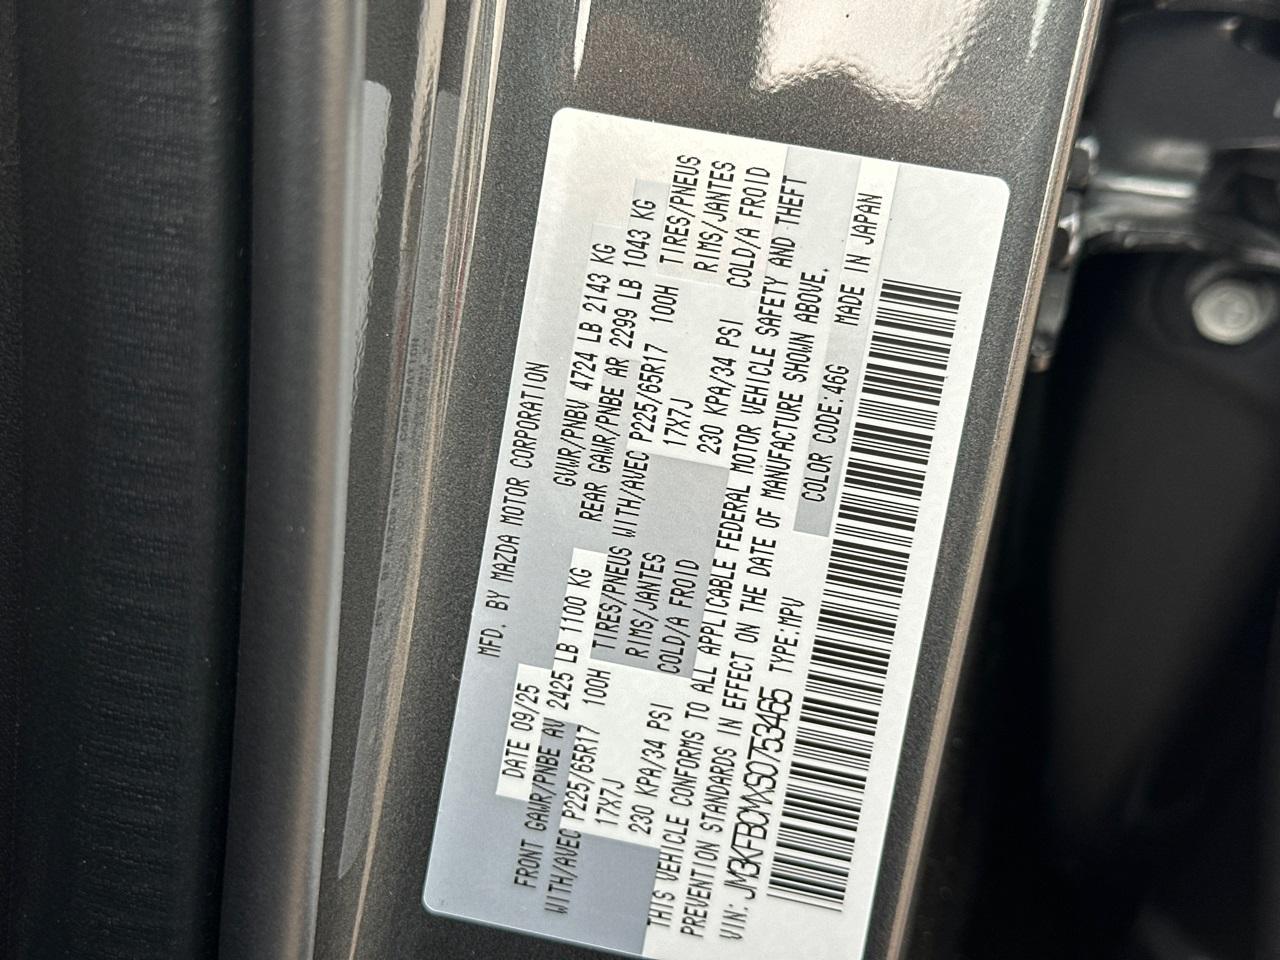 MFD. BY MAZDA MOTOR CORPORATION
DATE 09/25 GVWR/PNBV 4724 LB 2143 KG
FRONT GAWR/PNBE AV 2425 LB 1100 KG REAR GAWR/PNBE AR 2299 LB 1043 KG
WITH/AVEC P225/65R17 100H TIRES/PNEUS WITH/AVEC P225/65R17 100H TIRES/PNEUS
17X7J RIMS/JANTES 17X7J RIMS/JANTES
230 KPA/34 PSI COLD/A FROID 230 KPA/34 PSI COLD/A FROID
THIS VEHICLE CONFORMS TO ALL APPLICABLE FEDERAL MOTOR VEHICLE SAFETY AND THEFT
PREVENTION STANDARDS IN EFFECT ON THE DATE OF MANUFACTURE SHOWN ABOVE.
VIN: JM3KFBCMXS0753465 TYPE:MPV COLOR CODE:46G MADE IN JAPAN